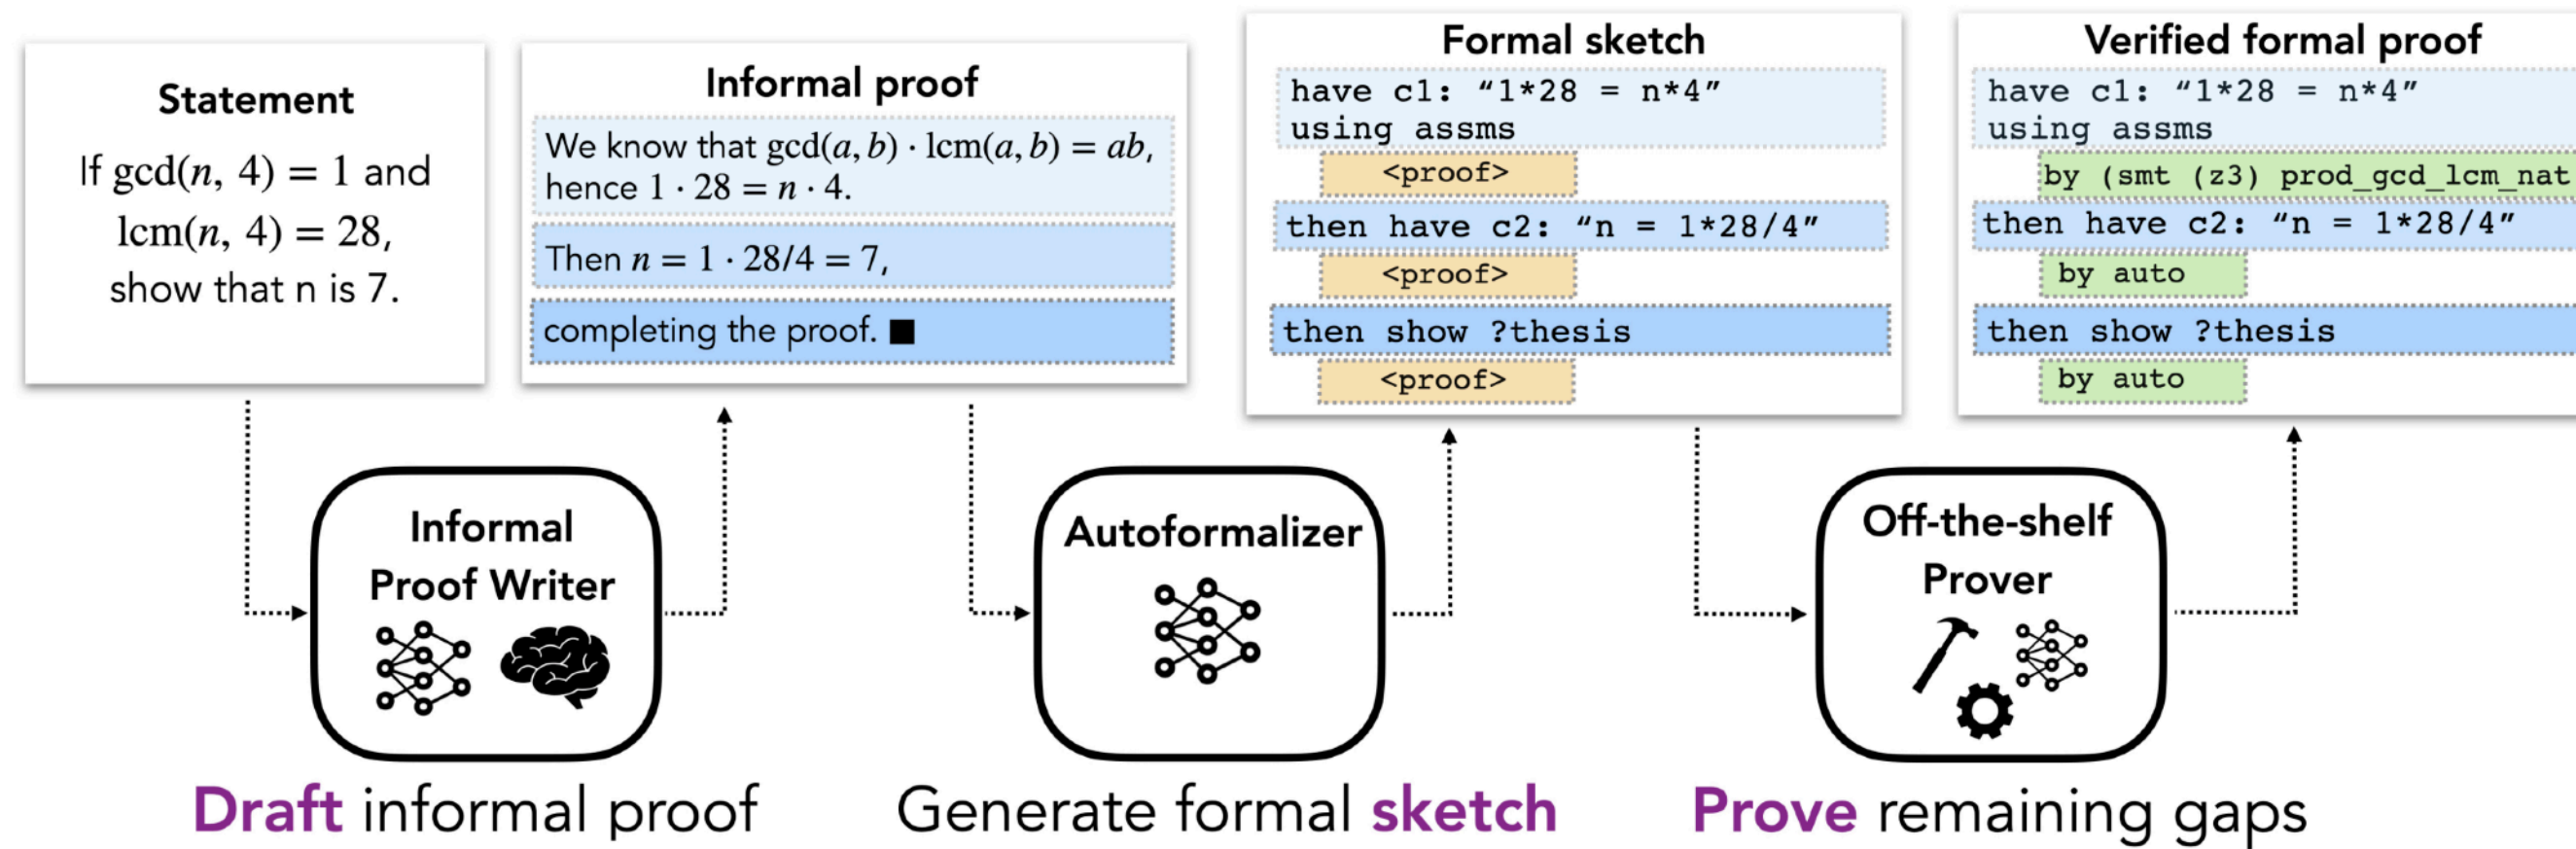 Statement
If gcd(n, 4) = 1 and
lcm(n, 4) = 28,
show that n is 7.
Informal proof
We know that gcd(a, b) · lcm(a, b) = ab,
hence 1 · 28 = n · 4.
Then n = 1 · 28/4 = 7,
completing the proof. ■
Formal sketch
have c1: “1*28 = n*4”
using assms
<proof>
then have c2: “n = 1*28/4”
<proof>
then show ?thesis
<proof>
Verified formal proof
have c1: “1*28 = n*4”
using assms
by (smt (z3) prod_gcd_lcm_nat
then have c2: “n = 1*28/4”
by auto
then show ?thesis
by auto
Informal
Proof Writer
Autoformalizer
Off-the-shelf
Prover
Draft informal proof
Generate formal sketch
Prove remaining gaps